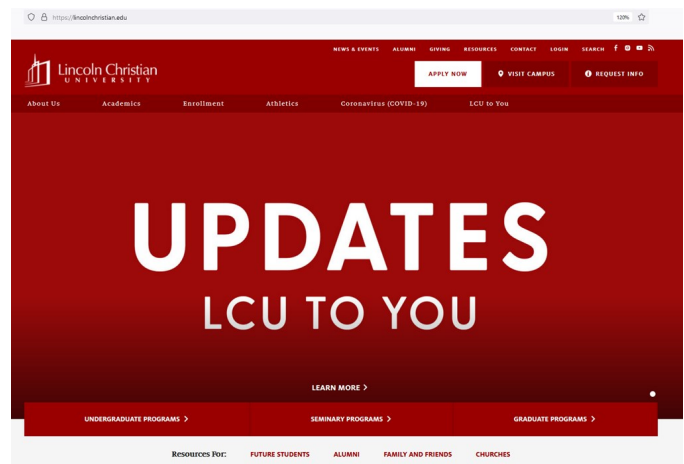 https://lincolnchristian.edu 120%
NEWS & EVENTS ALUMNI GIVING RESOURCES CONTACT LOGIN SEARCH
Lincoln Christian
UNIVERSITY
APPLY NOW VISIT CAMPUS REQUEST INFO
About Us Academics Enrollment Athletics Coronavirus (COVID-19) LCU to You
UPDATES
LCU TO YOU
LEARN MORE >
UNDERGRADUATE PROGRAMS > SEMINARY PROGRAMS > GRADUATE PROGRAMS >
Resources For: FUTURE STUDENTS ALUMNI FAMILY AND FRIENDS CHURCHES